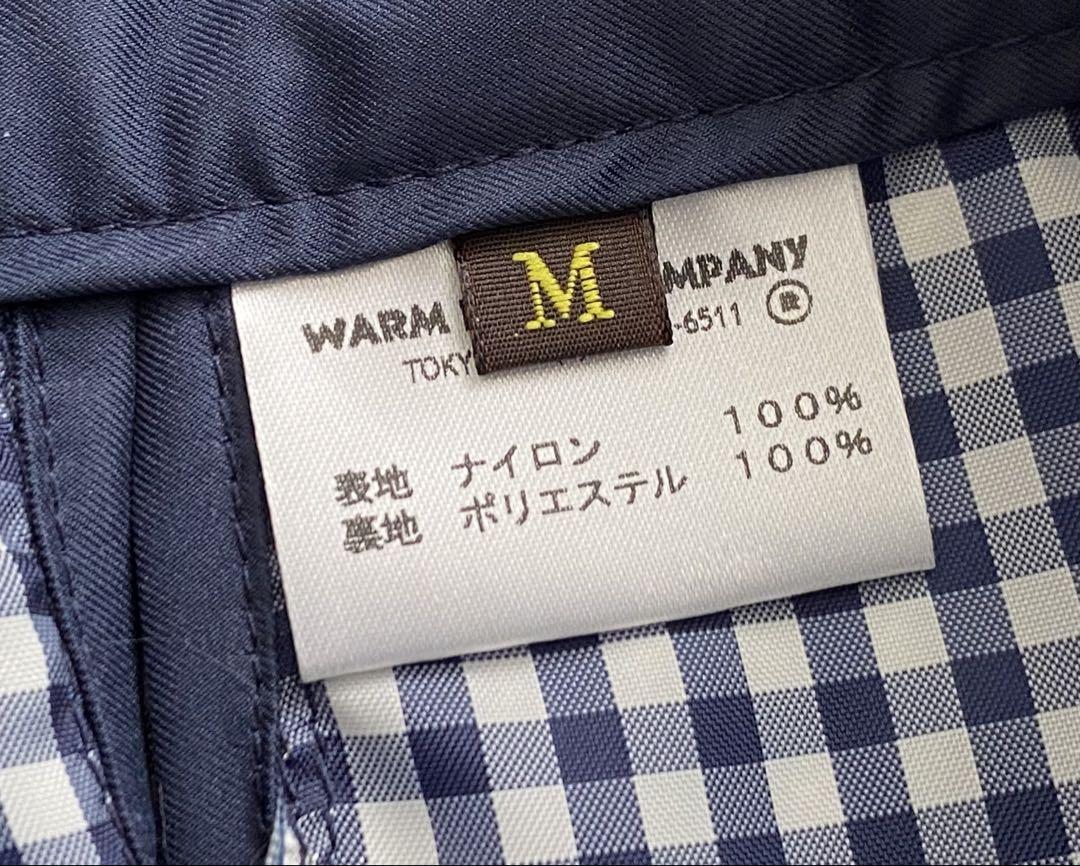 M
WARM MPANY
TOKY -6511 ®
表地 ナイロン 100%
裏地 ポリエステル 100%